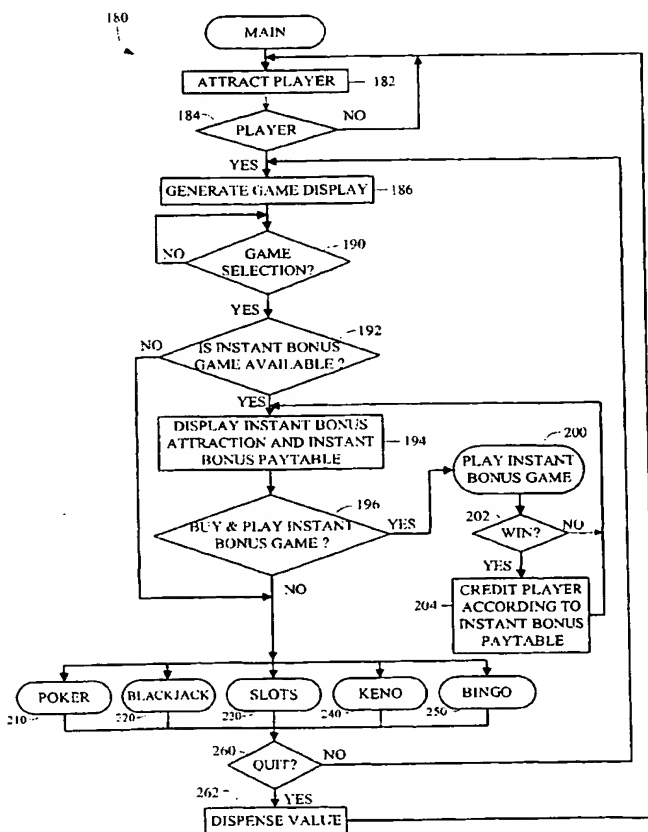 180
MAIN
ATTRACT PLAYER
182
184
PLAYER
NO
YES
GENERATE GAME DISPLAY
186
NO
GAME
SELECTION?
190
YES
192
NO
IS INSTANT BONUS
GAME AVAILABLE ?
YES
DISPLAY INSTANT BONUS
ATTRACTION AND INSTANT
BONUS PAYTABLE
194
200
PLAY INSTANT
BONUS GAME
196
BUY & PLAY INSTANT
BONUS GAME ?
YES
202
WIN?
NO
YES
NO
204
CREDIT PLAYER
ACCORDING TO
INSTANT BONUS
PAYTABLE
POKER
BLACKJACK
SLOTS
KENO
BINGO
210
220
230
240
250
260
QUIT?
NO
262
YES
DISPENSE VALUE